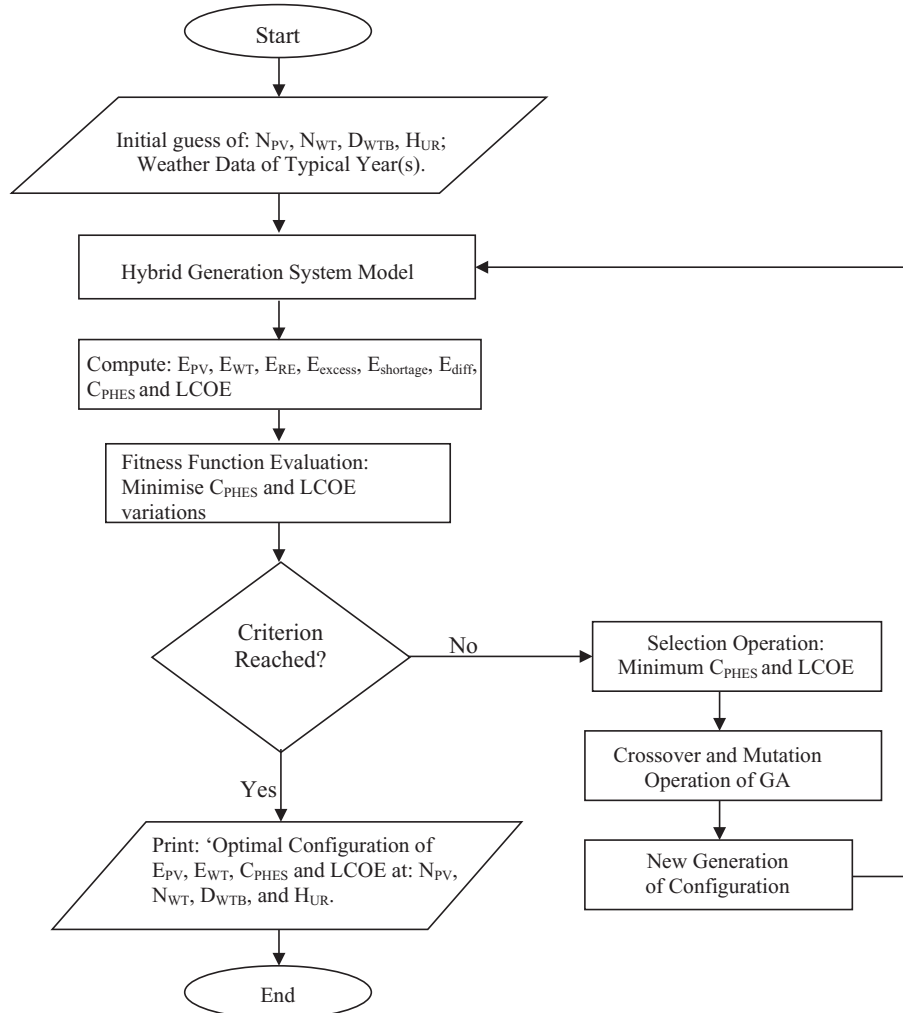 Start
Initial guess of: N_PV, N_WT, D_WTB, H_UR;
Weather Data of Typical Year(s).
Hybrid Generation System Model
Compute: E_PV, E_WT, E_RE, E_excess, E_shortage, E_diff,
C_PHES and LCOE
Fitness Function Evaluation:
Minimise C_PHES and LCOE
variations
Criterion
Reached?
No
Selection Operation:
Minimum C_PHES and LCOE
Crossover and Mutation
Operation of GA
New Generation
of Configuration
Yes
Print: ‘Optimal Configuration of
E_PV, E_WT, C_PHES and LCOE at: N_PV,
N_WT, D_WTB, and H_UR.
End